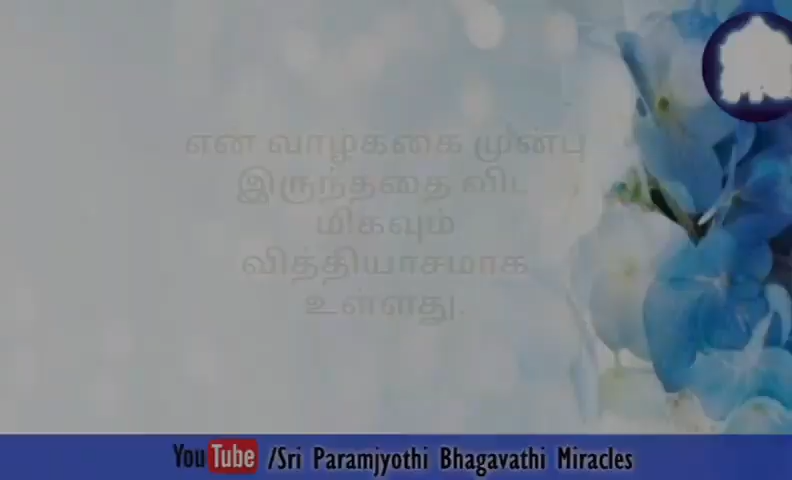 என் வாழ்க்கை முன்பு
இருந்ததை விட
மிகவும்
வித்தியாசமாக
உள்ளது.
YouTube /Sri Paramjyothi Bhagavathi Miracles